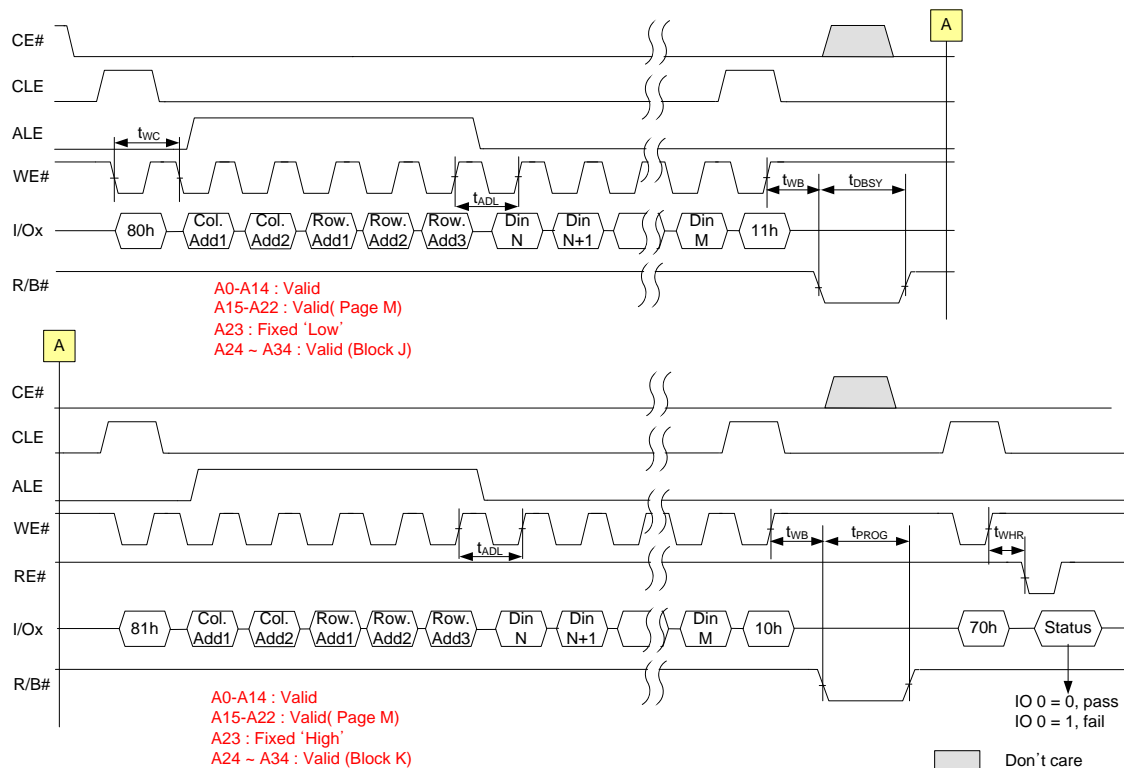 A
CE#
CLE
ALE
tWC
WE#
tADL
tWB
tDBSY
I/Ox
80h
Col. Add1
Col. Add2
Row. Add1
Row. Add2
Row. Add3
Din N
Din N+1
Din M
11h
R/B#
A0-A14 : Valid
A15-A22 : Valid( Page M)
A23 : Fixed ‘Low’
A24 ~ A34 : Valid (Block J)
A
CE#
CLE
ALE
WE#
tADL
tWB
tPROG
tWHR
RE#
I/Ox
81h
Col. Add1
Col. Add2
Row. Add1
Row. Add2
Row. Add3
Din N
Din N+1
Din M
10h
70h
Status
R/B#
A0-A14 : Valid
A15-A22 : Valid( Page M)
A23 : Fixed ‘High’
A24 ~ A34 : Valid (Block K)
IO 0 = 0, pass
IO 0 = 1, fail
Don’t care